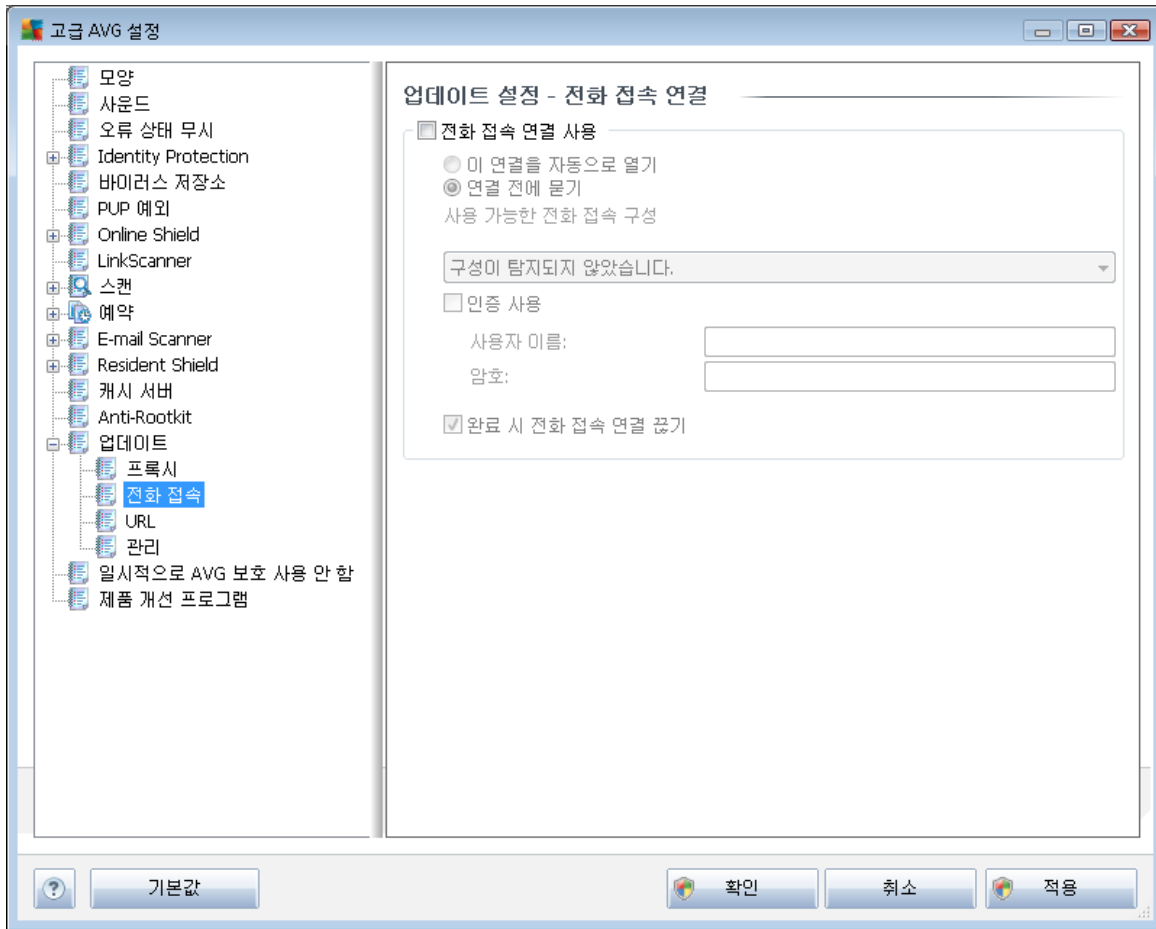 고급 AVG 설정
모양
사운드
오류 상태 무시
Identity Protection
바이러스 저장소
PUP 예외
Online Shield
LinkScanner
스캔
예약
E-mail Scanner
Resident Shield
캐시 서버
Anti-Rootkit
업데이트
프록시
전화 접속
URL
관리
일시적으로 AVG 보호 사용 안 함
제품 개선 프로그램
업데이트 설정 - 전화 접속 연결
전화 접속 연결 사용
이 연결을 자동으로 열기
연결 전에 묻기
사용 가능한 전화 접속 구성
구성이 탐지되지 않았습니다.
인증 사용
사용자 이름:
암호:
완료 시 전화 접속 연결 끊기
?
기본값
확인
취소
적용